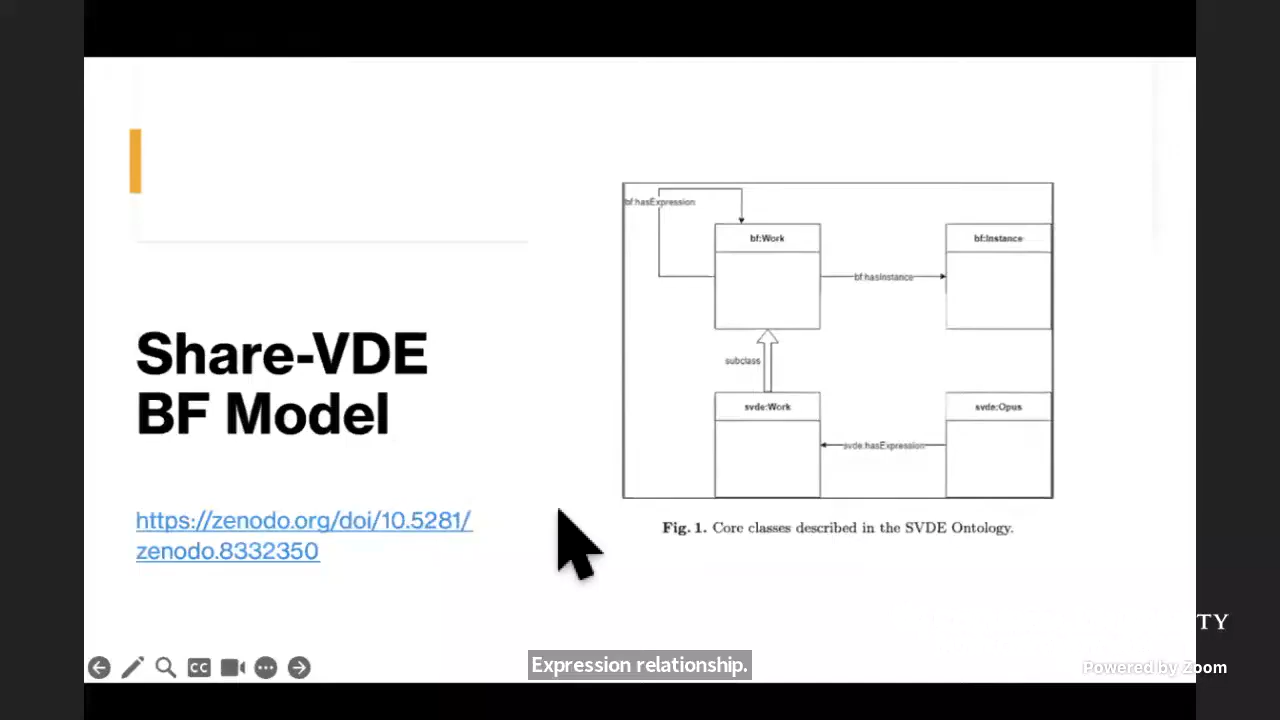 Share-VDE
BF Model
https://zenodo.org/doi/10.5281/
zenodo.8332350
bf:hasExpression
bf:Work
bf:Instance
bf:hasInstance
subclass
svde:Work
svde:Opus
svde:hasExpression
Fig. 1. Core classes described in the SVDE Ontology.
TY
CC
Expression relationship.
Powered by Zoom